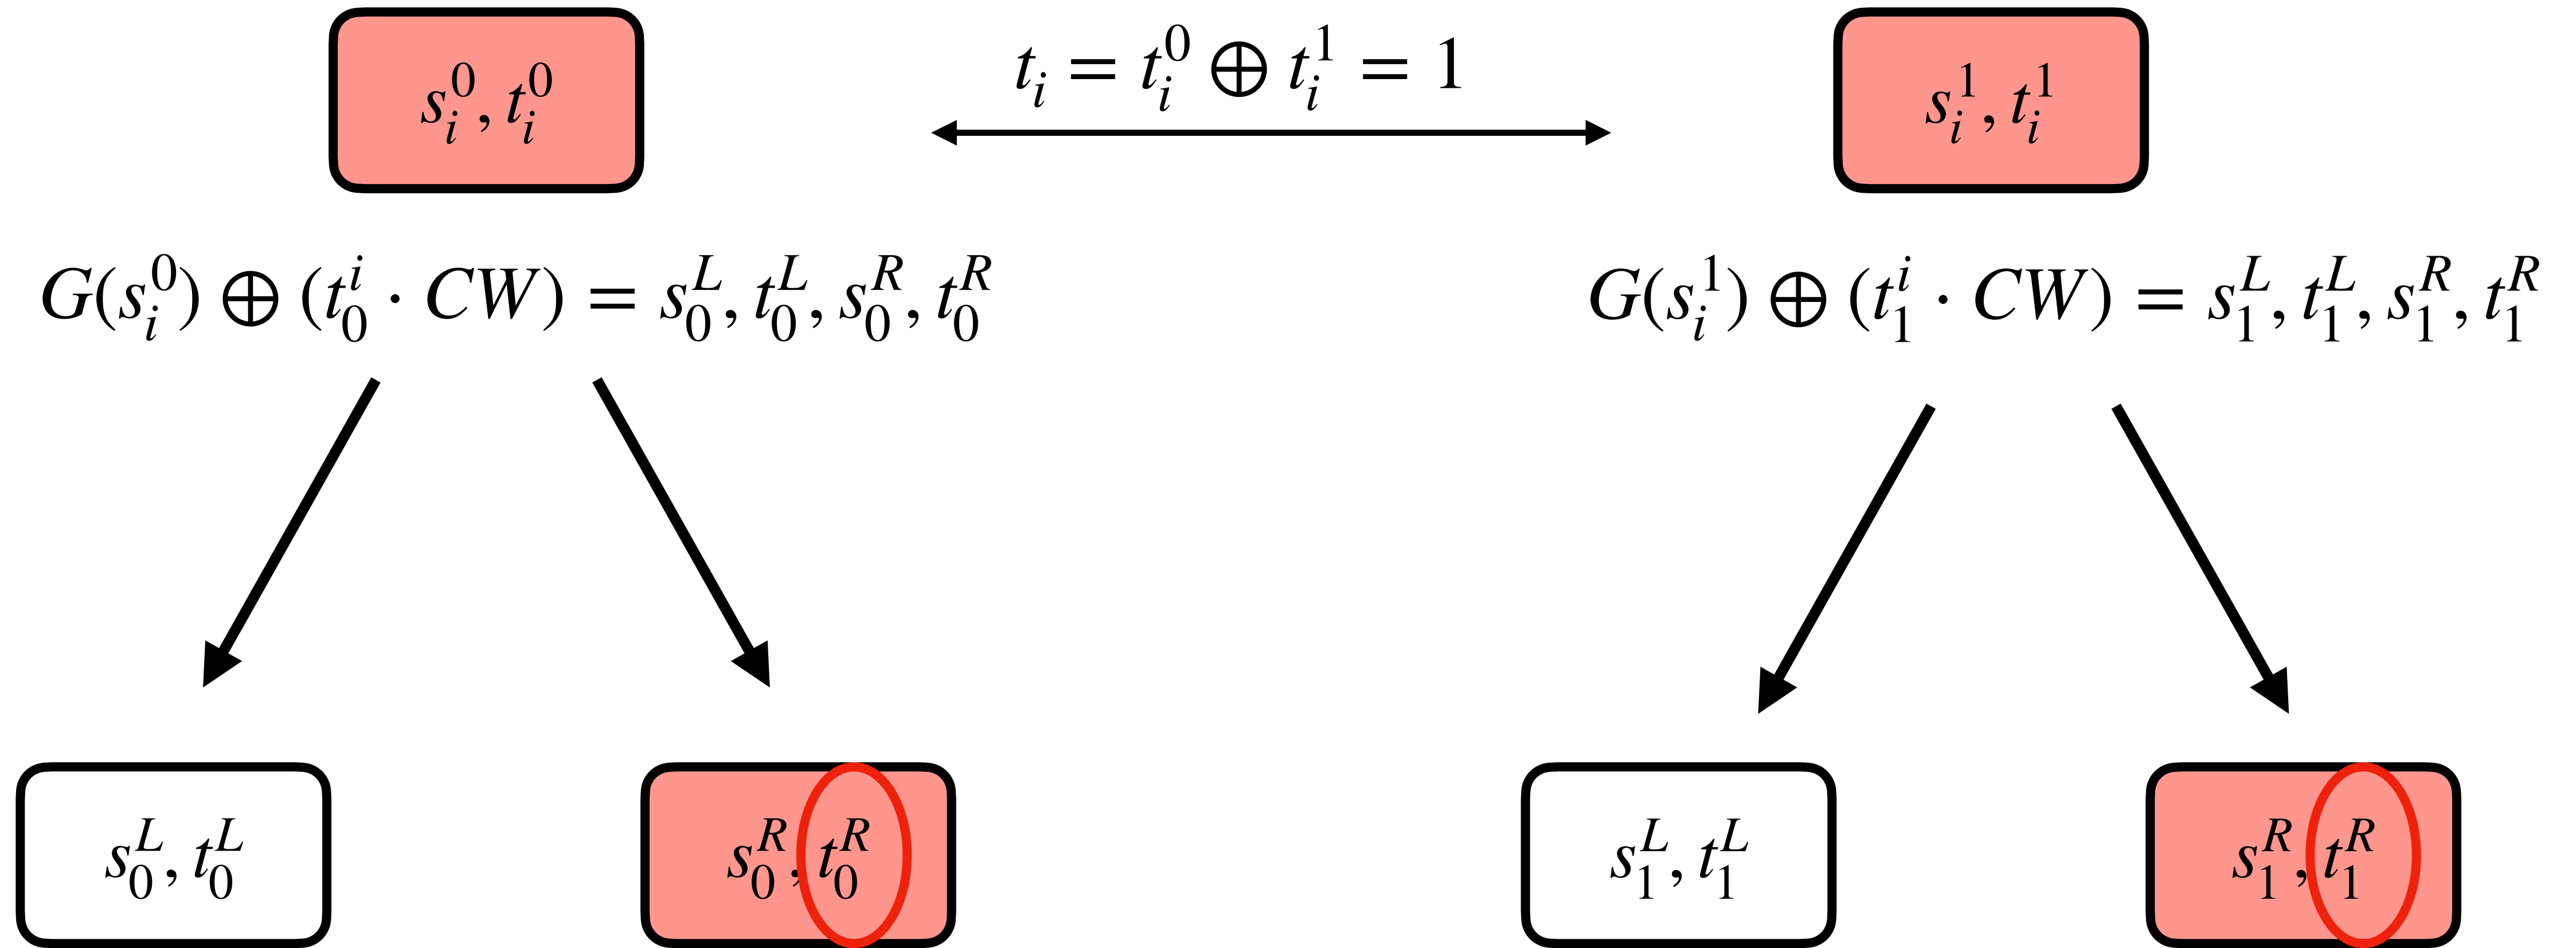 s_i^0, t_i^0
t_i = t_i^0 ⊕ t_i^1 = 1
s_i^1, t_i^1
G(s_i^0) ⊕ (t_0^i · CW) = s_0^L, t_0^L, s_0^R, t_0^R
G(s_i^1) ⊕ (t_1^i · CW) = s_1^L, t_1^L, s_1^R, t_1^R
s_0^L, t_0^L
s_0^R, t_0^R
s_1^L, t_1^L
s_1^R, t_1^R